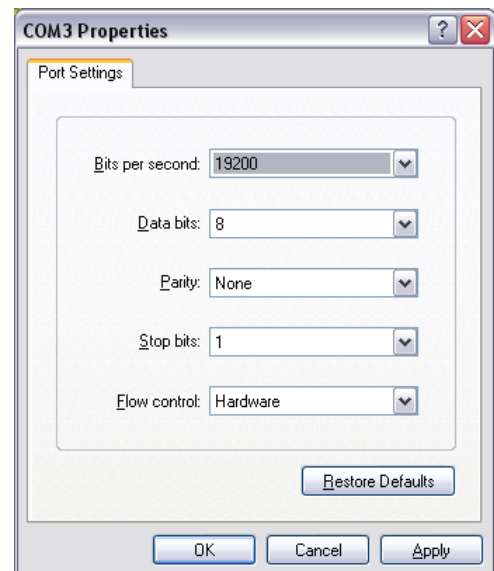 COM3 Properties
Port Settings
Bits per second: 19200
Data bits: 8
Parity: None
Stop bits: 1
Flow control: Hardware
Restore Defaults
OK Cancel Apply